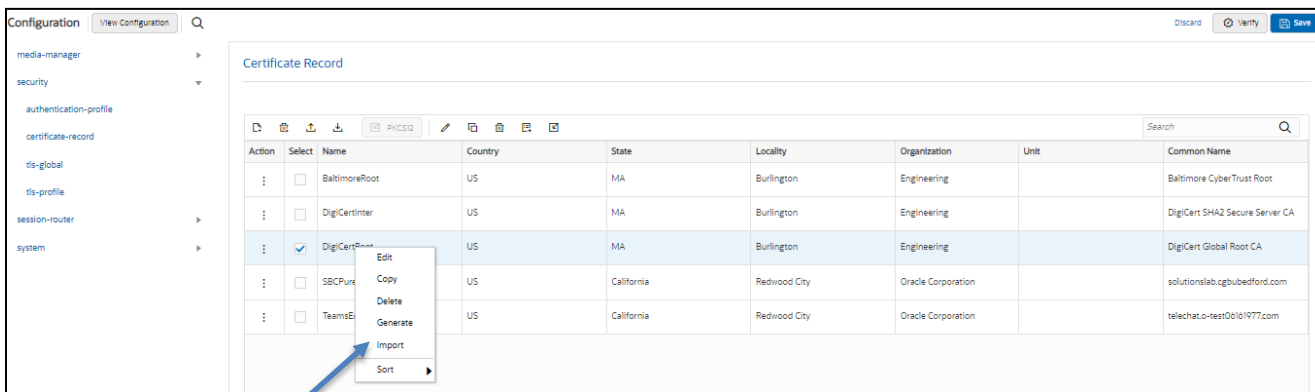 Configuration View Configuration Discard Verify Save
media-manager
security
authentication-profile
certificate-record
tls-global
tls-profile
session-router
system
Certificate Record
PKCS12 Search
Action Select Name Country State Locality Organization Unit Common Name
BaltimoreRoot US MA Burlington Engineering Baltimore CyberTrust Root
DigiCertInter US MA Burlington Engineering DigiCert SHA2 Secure Server CA
DigiCertRoot US MA Burlington Engineering DigiCert Global Root CA
SBCPure US California Redwood City Oracle Corporation solutionslab.cgbubedford.com
US California Redwood City Oracle Corporation telechat.o-test06161977.com
Edit
Copy
Delete
Generate
Import
Sort